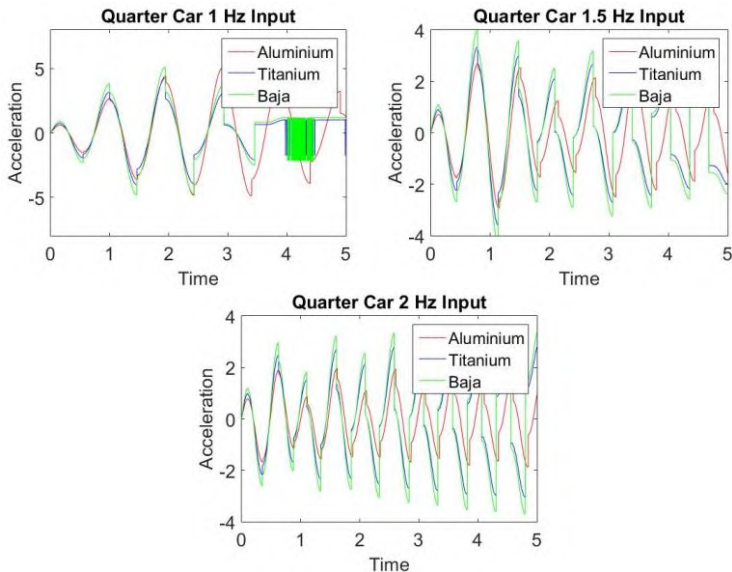 Quarter Car 1 Hz Input
Acceleration
5
0
-5
Aluminium
Titanium
Baja
0 1 2 3 4 5
Time
Quarter Car 1.5 Hz Input
Acceleration
4
2
0
-2
-4
Aluminium
Titanium
Baja
0 1 2 3 4 5
Time
Quarter Car 2 Hz Input
Acceleration
4
2
0
-2
-4
Aluminium
Titanium
Baja
0 1 2 3 4 5
Time